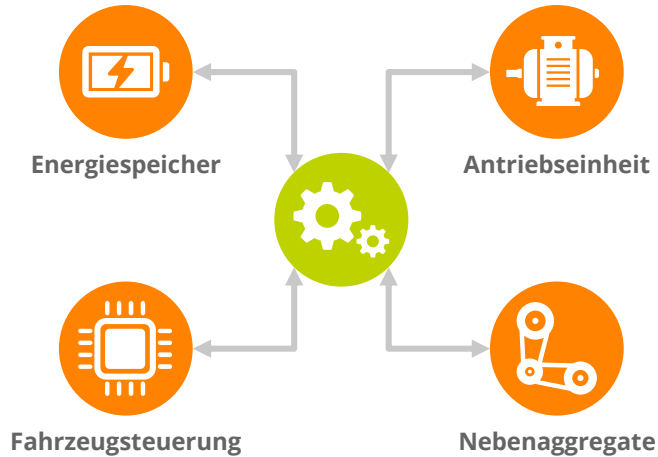 Energiespeicher
Antriebseinheit
Fahrzeugsteuerung
Nebenaggregate